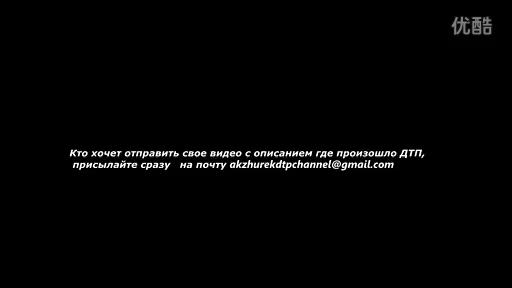 优酷
Кто хочет отправить свое видео с описанием где произошло ДТП,
присылайте сразу на почту akzhurekdtpchannel@gmail.com